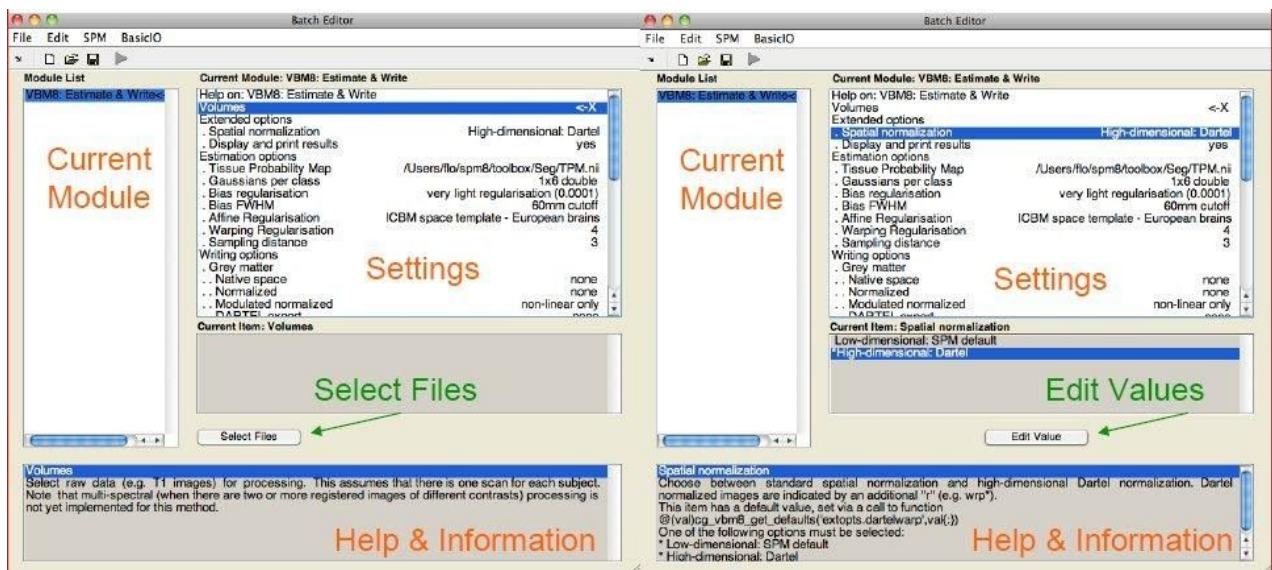 Batch Editor
File Edit SPM BasicIO
Module List
VBM8: Estimate & Write<-
Current Module
Current Module: VBM8: Estimate & Write
Help on: VBM8: Estimate & Write
Volumes <-X
Extended options
. Spatial normalization High-dimensional: Dartel
. Display and print results yes
Estimation options
. Tissue Probability Map /Users/flo/spm8/toolbox/Seg/TPM.nii
. Gaussians per class 1x6 double
. Bias regularisation very light regularisation (0.0001)
. Bias FWHM 60mm cutoff
. Affine Regularisation ICBM space template - European brains
. Warping Regularisation 4
. Sampling distance 3
Writing options
. Grey matter
. . Native space none
. . Normalized none
. . Modulated normalized non-linear only
. . DARTEL export none
Settings
Current Item: Volumes
Select Files
Select Files
Volumes
Select raw data (e.g. T1 images) for processing. This assumes that there is one scan for each subject.
Note that multi-spectral (when there are two or more registered images of different contrasts) processing is
not yet implemented for this method.
Help & Information
Batch Editor
File Edit SPM BasicIO
Module List
VBM8: Estimate & Write<-
Current Module
Current Module: VBM8: Estimate & Write
Help on: VBM8: Estimate & Write
Volumes <-X
Extended options
. Spatial normalization High-dimensional: Dartel
. Display and print results yes
Estimation options
. Tissue Probability Map /Users/flo/spm8/toolbox/Seg/TPM.nii
. Gaussians per class 1x6 double
. Bias regularisation very light regularisation (0.0001)
. Bias FWHM 60mm cutoff
. Affine Regularisation ICBM space template - European brains
. Warping Regularisation 4
. Sampling distance 3
Writing options
. Grey matter
. . Native space none
. . Normalized none
. . Modulated normalized non-linear only
. . DARTEL export none
Settings
Current Item: Spatial normalization
Low-dimensional: SPM default
*High-dimensional: Dartel
Edit Values
Edit Value
Spatial normalization
Choose between standard spatial normalization and high-dimensional Dartel normalization. Dartel
normalized images are indicated by an additional "r" (e.g. wrp*).
This item has a default value, set via a call to function
@(val)cg_vbm8_get_defaults('extopts.dartelwarp',val{:})
One of the following options must be selected:
* Low-dimensional: SPM default
* High-dimensional: Dartel
Help & Information